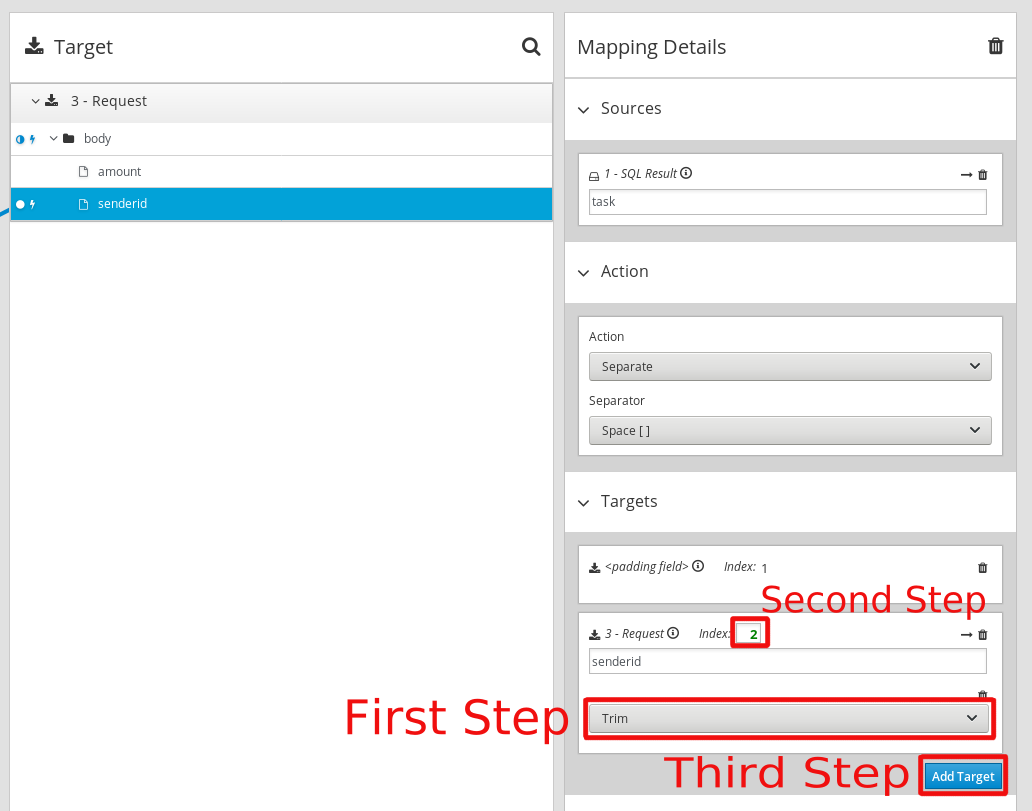 Target
3 - Request
body
amount
senderid
Mapping Details
Sources
1 - SQL Result
task
Action
Action
Separate
Separator
Space [ ]
Targets
<padding field> Index: 1
Second Step
3 - Request Index: 2
senderid
First Step
Trim
Third Step
Add Target